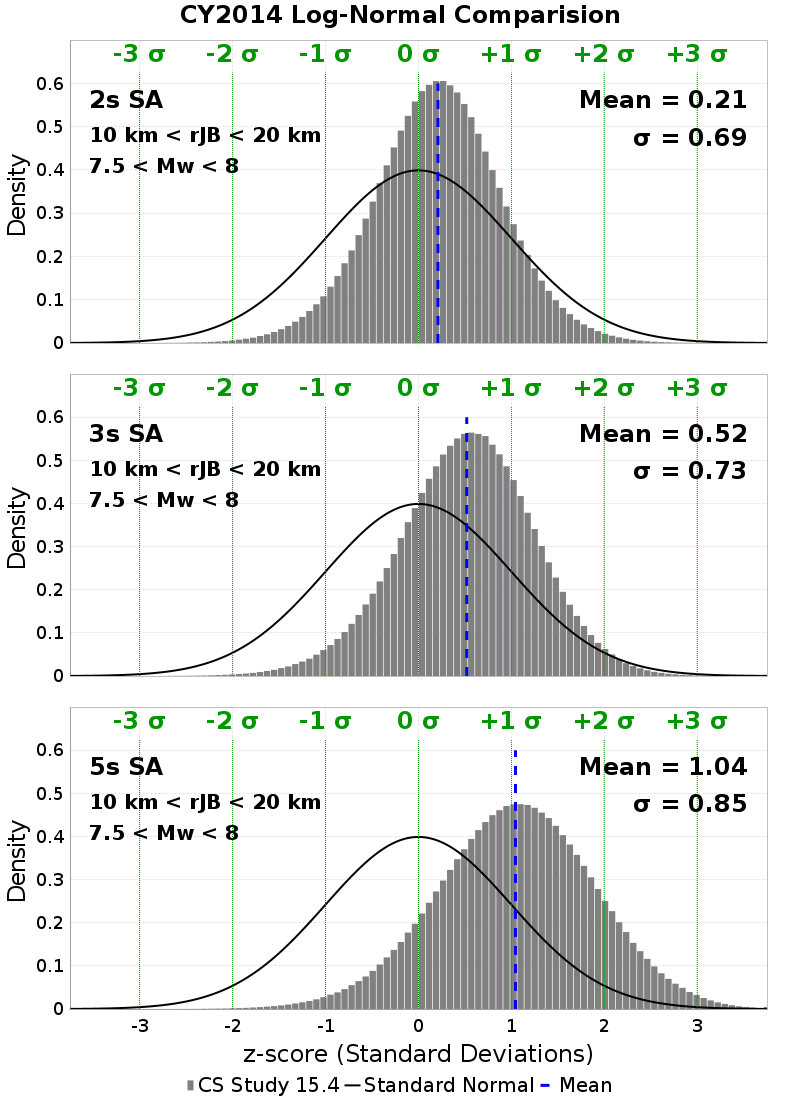 CY2014 Log-Normal Comparision
-3 σ -2 σ -1 σ 0 σ +1 σ +2 σ +3 σ
0.6
2s SA
Mean = 0.21
0.5
10 km < rJB < 20 km
σ = 0.69
7.5 < Mw < 8
0.4
Density
0.3
0.2
0.1
0
-3 σ -2 σ -1 σ 0 σ +1 σ +2 σ +3 σ
0.6
3s SA
Mean = 0.52
0.5
10 km < rJB < 20 km
σ = 0.73
7.5 < Mw < 8
0.4
Density
0.3
0.2
0.1
0
-3 σ -2 σ -1 σ 0 σ +1 σ +2 σ +3 σ
0.6
5s SA
Mean = 1.04
0.5
10 km < rJB < 20 km
σ = 0.85
7.5 < Mw < 8
0.4
Density
0.3
0.2
0.1
0
-3 -2 -1 0 1 2 3
z-score (Standard Deviations)
CS Study 15.4 Standard Normal Mean